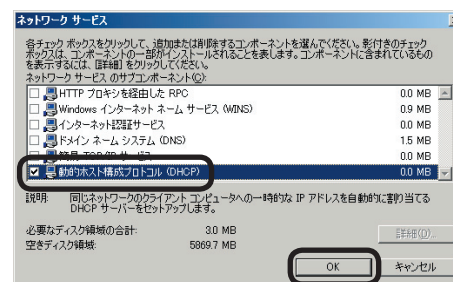 ネットワーク サービス
各チェック ボックスをクリックして、追加または削除するコンポーネントを選んでください。影付きのチェック
ボックスは、コンポーネントの一部がインストールされることを表します。コンポーネントに含まれているもの
を表示するには、[詳細] をクリックしてください。
ネットワーク サービス のサブコンポーネント(C):
HTTP プロキシを経由した RPC 0.0 MB
Windows インターネット ネーム サービス (WINS) 0.9 MB
インターネット認証サービス 0.0 MB
ドメイン ネーム システム (DNS) 1.5 MB
簡易 TCP/IP サービス 0.0 MB
動的ホスト構成プロトコル (DHCP) 0.0 MB
説明: 同じネットワークのクライアント コンピュータへの一時的な IP アドレスを自動的に割り当てる
DHCP サーバーをセットアップします。
必要なディスク領域の合計: 3.0 MB
空きディスク領域: 5869.7 MB
詳細(D)...
OK キャンセル